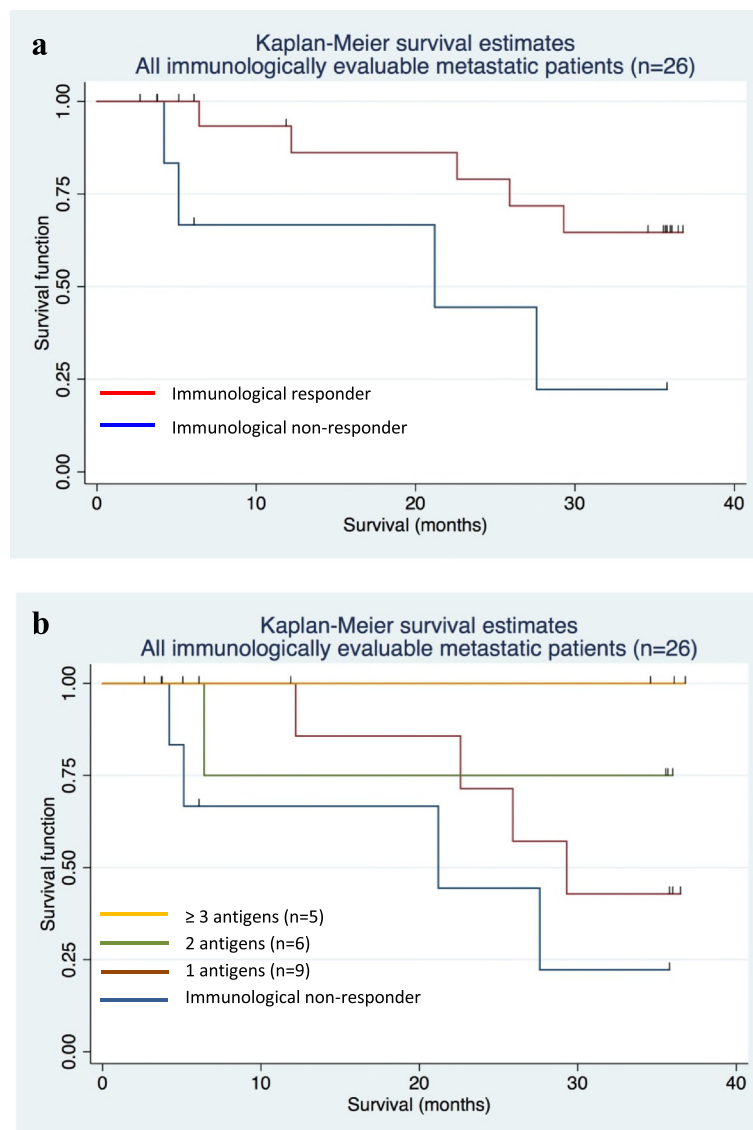 a
Kaplan-Meier survival estimates
All immunologically evaluable metastatic patients (n=26)
1.00
0.75
0.50
0.25
0.00
Survival function
Immunological responder
Immunological non-responder
0 10 20 30 40
Survival (months)
b
Kaplan-Meier survival estimates
All immunologically evaluable metastatic patients (n=26)
1.00
0.75
0.50
0.25
0.00
Survival function
≥ 3 antigens (n=5)
2 antigens (n=6)
1 antigens (n=9)
Immunological non-responder
0 10 20 30 40
Survival (months)